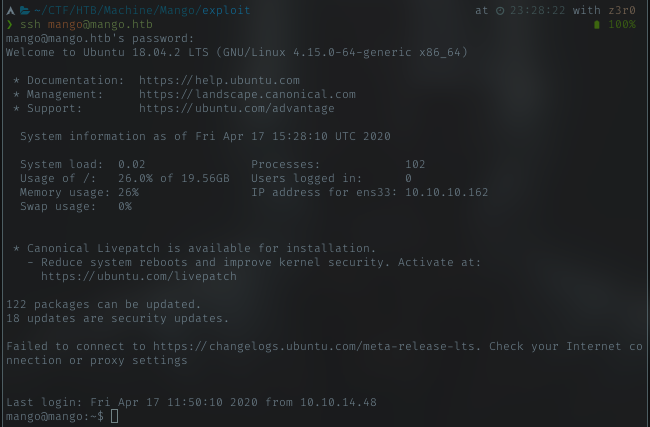 ~/CTF/HTB/Machine/Mango/exploit at 23:28:22 with z3r0
❯ ssh mango@mango.htb 100%
mango@mango.htb's password:
Welcome to Ubuntu 18.04.2 LTS (GNU/Linux 4.15.0-64-generic x86_64)
* Documentation: https://help.ubuntu.com
* Management: https://landscape.canonical.com
* Support: https://ubuntu.com/advantage
System information as of Fri Apr 17 15:28:10 UTC 2020
System load: 0.02 Processes: 102
Usage of /: 26.0% of 19.56GB Users logged in: 0
Memory usage: 26% IP address for ens33: 10.10.10.162
Swap usage: 0%
* Canonical Livepatch is available for installation.
- Reduce system reboots and improve kernel security. Activate at:
https://ubuntu.com/livepatch
122 packages can be updated.
18 updates are security updates.
Failed to connect to https://changelogs.ubuntu.com/meta-release-lts. Check your Internet co
nnection or proxy settings
Last login: Fri Apr 17 11:50:10 2020 from 10.10.14.48
mango@mango:~$